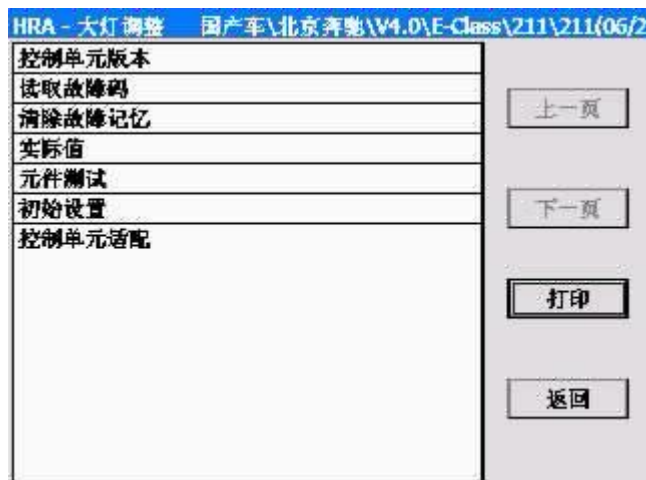 HRA - 大灯调整 国产车\北京奔驰\V4.0\E-Class\211\211(06/2
控制单元版本
读取故障码
清除故障记忆
实际值
元件测试
初始设置
控制单元适配
上一页
下一页
打印
返回